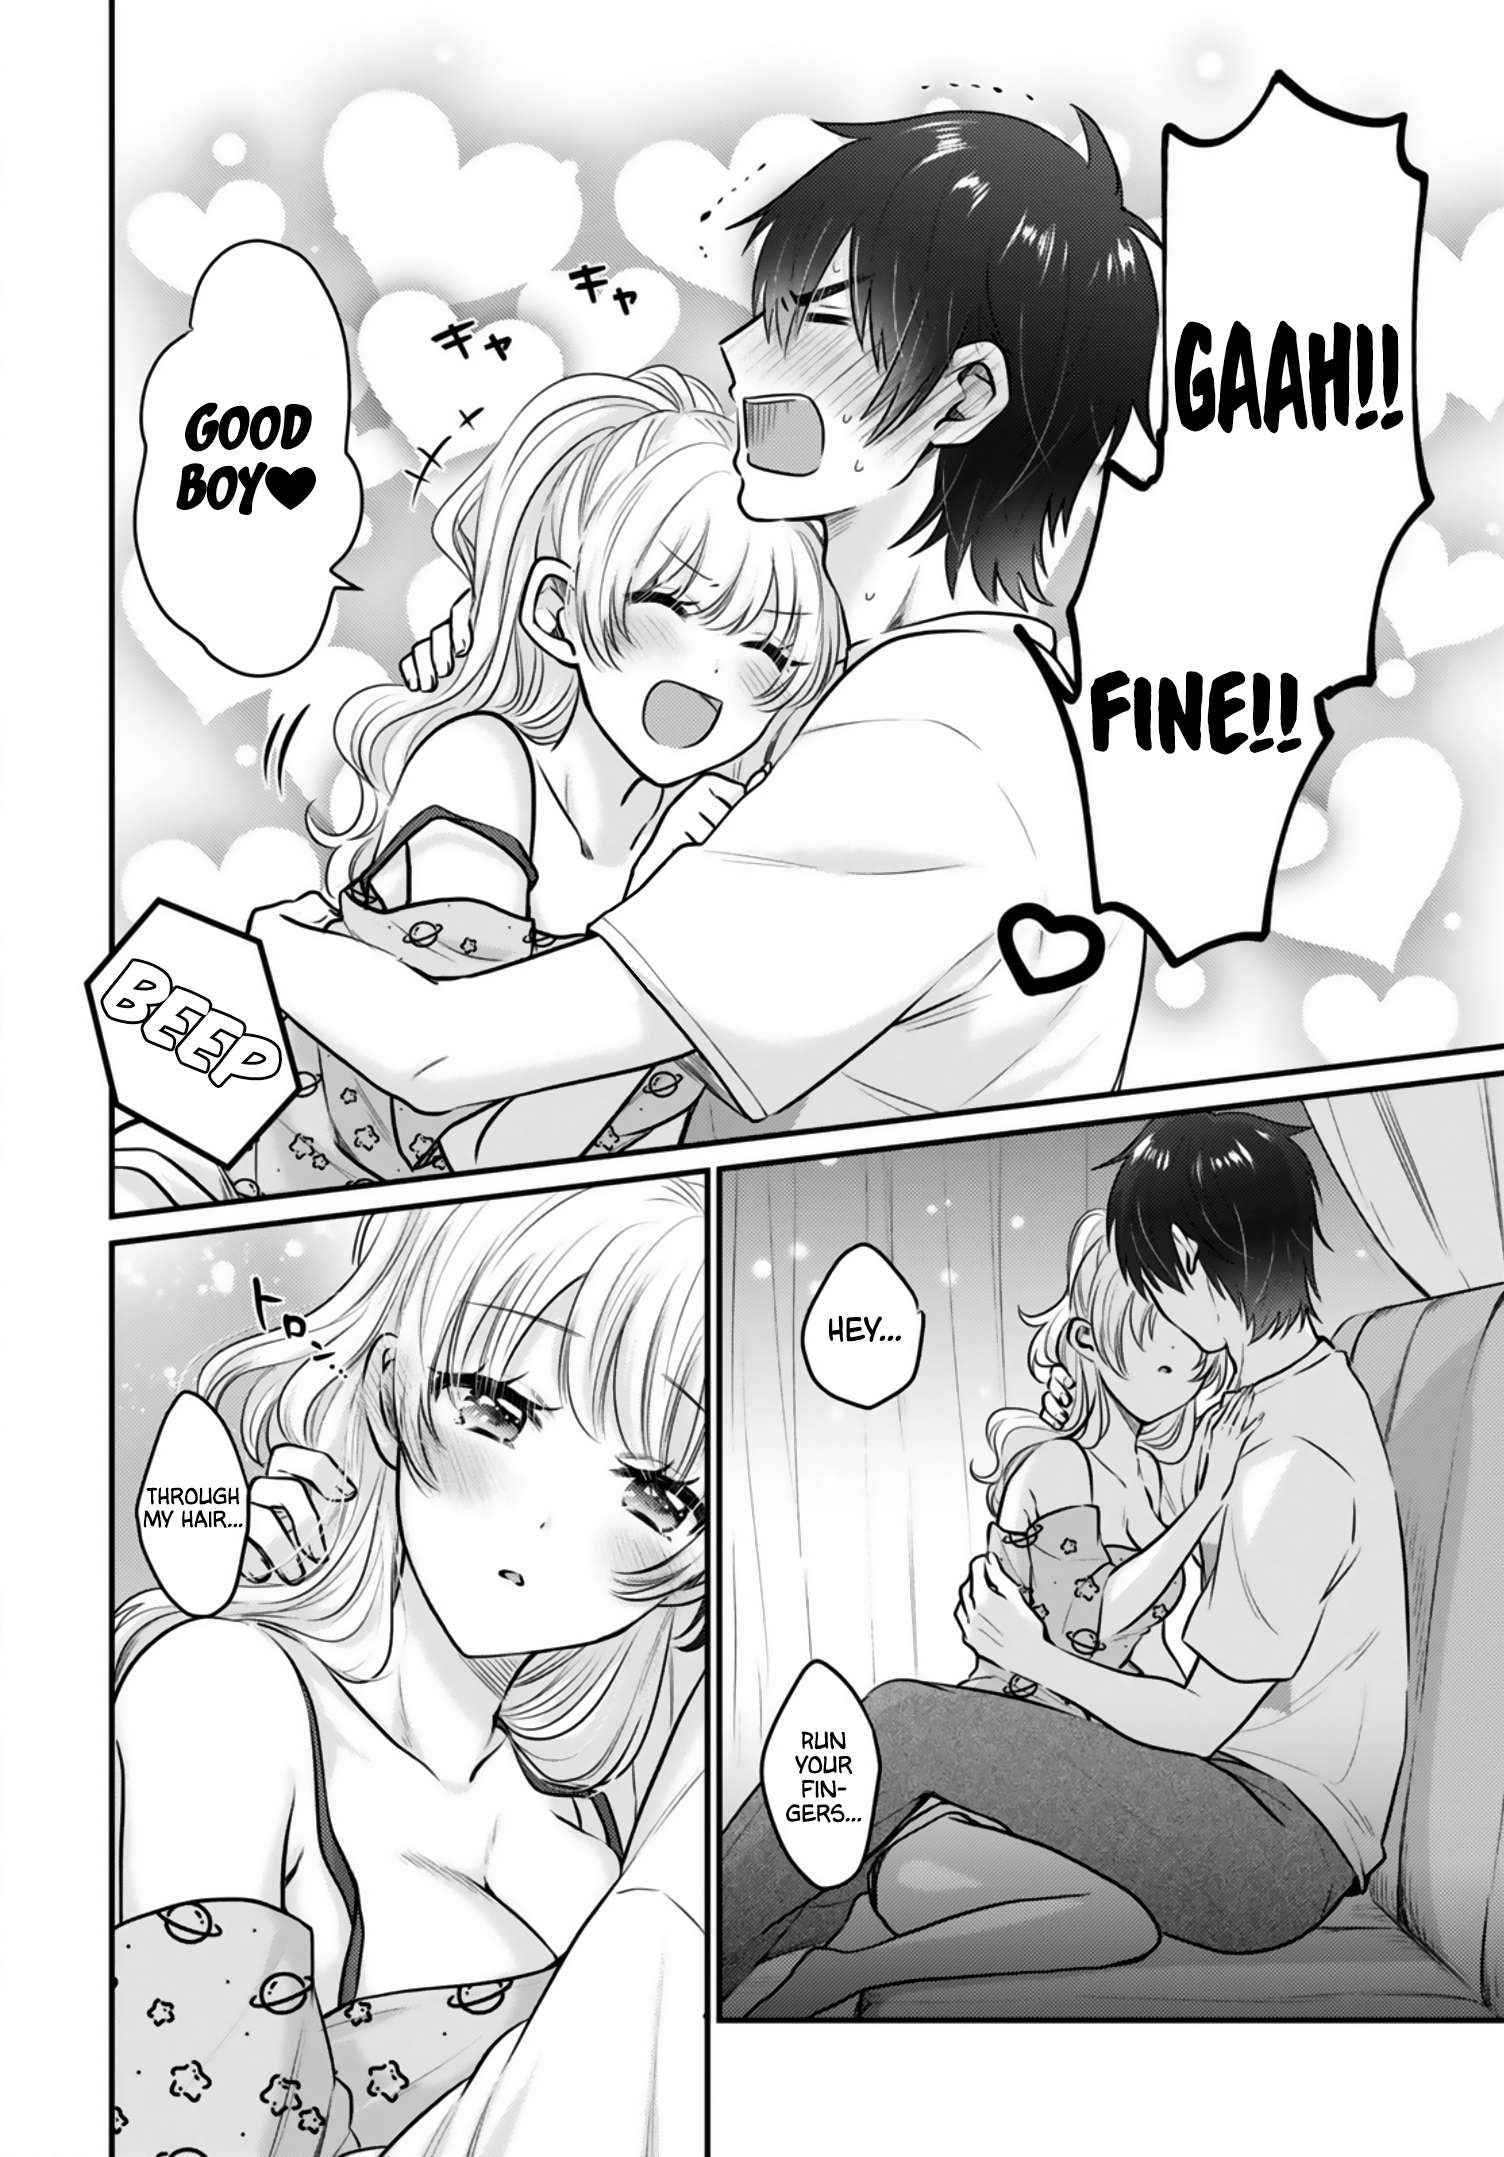 GAAH!!
FINE!!
キャ
キャ
GOOD
BOY♥
BEEP
HEY...
RUN
YOUR
FIN-
GERS...
トロン…
THROUGH
MY HAIR...